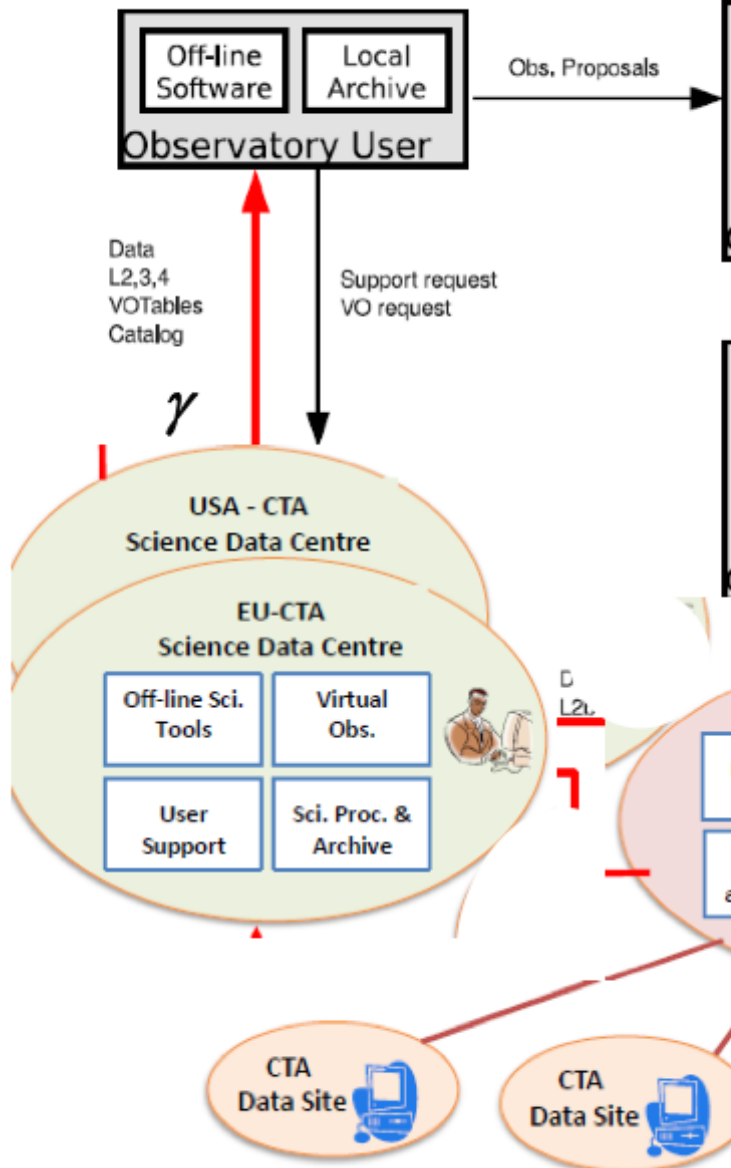 Off-line
Software
Local
Archive
Observatory User
Obs. Proposals
Data
L2,3,4
VOTables
Catalog
Support request
VO request
γ
USA - CTA
Science Data Centre
EU-CTA
Science Data Centre
Off-line Sci.
Tools
Virtual
Obs.
User
Support
Sci. Proc. &
Archive
CTA
Data Site
CTA
Data Site